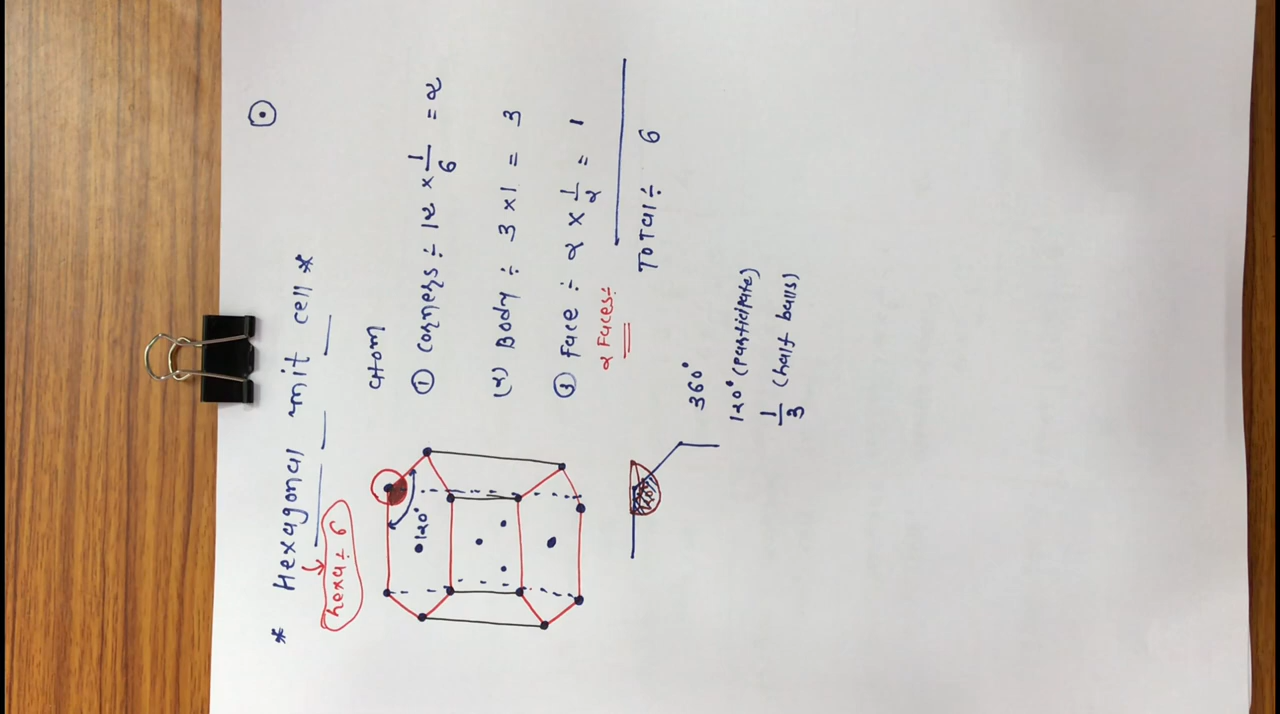 * Hexagonal unit cell *
hexa ÷ 6
Atom
① Corners ÷ 12 × 1/6 = 2
(2) Body ÷ 3 × 1 = 3
③ Face ÷ 2 × 1/2 = 1
2 Faces ÷
Total ÷ 6
120°
360°
120° (Participate)
1/3 (half balls)